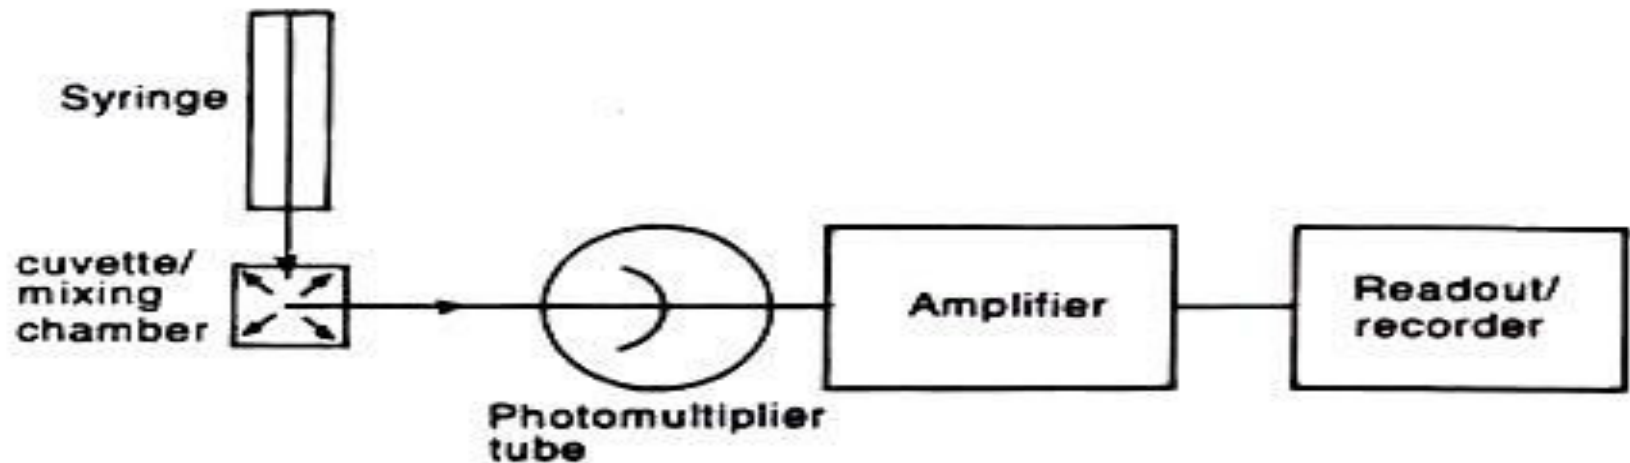 Syringe
cuvette/
mixing
chamber
Photomultiplier
tube
Amplifier
Readout/
recorder